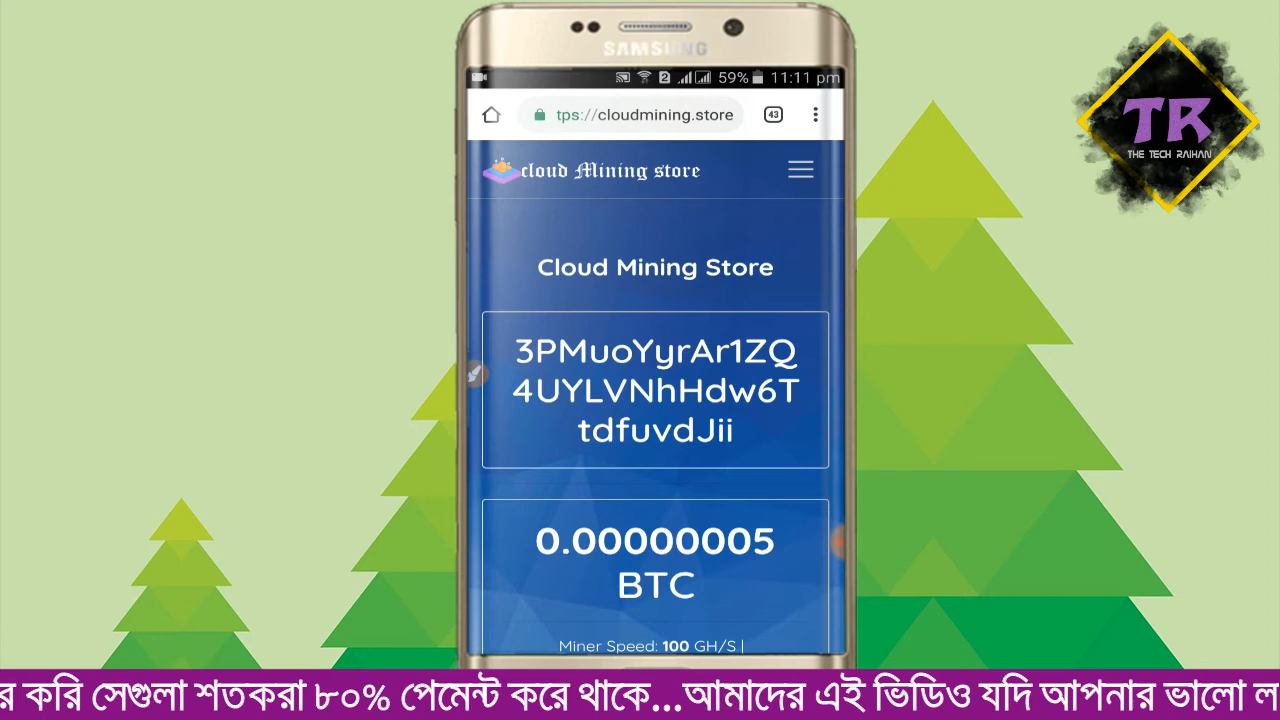 SAMSUNG
2 59% 11:11 pm
tps://cloudmining.store 43
cloud Mining store
TR
THE TECH RAIHAN
Cloud Mining Store
3PMuoYyrAr1ZQ
4UYLVNhHdw6T
tdfuvdJii
0.00000005
BTC
Miner Speed: 100 GH/S |
র করি সেগুলা শতকরা ৮০% পেমেন্ট করে থাকে...আমাদের এই ভিডিও যদি আপনার ভালো ল